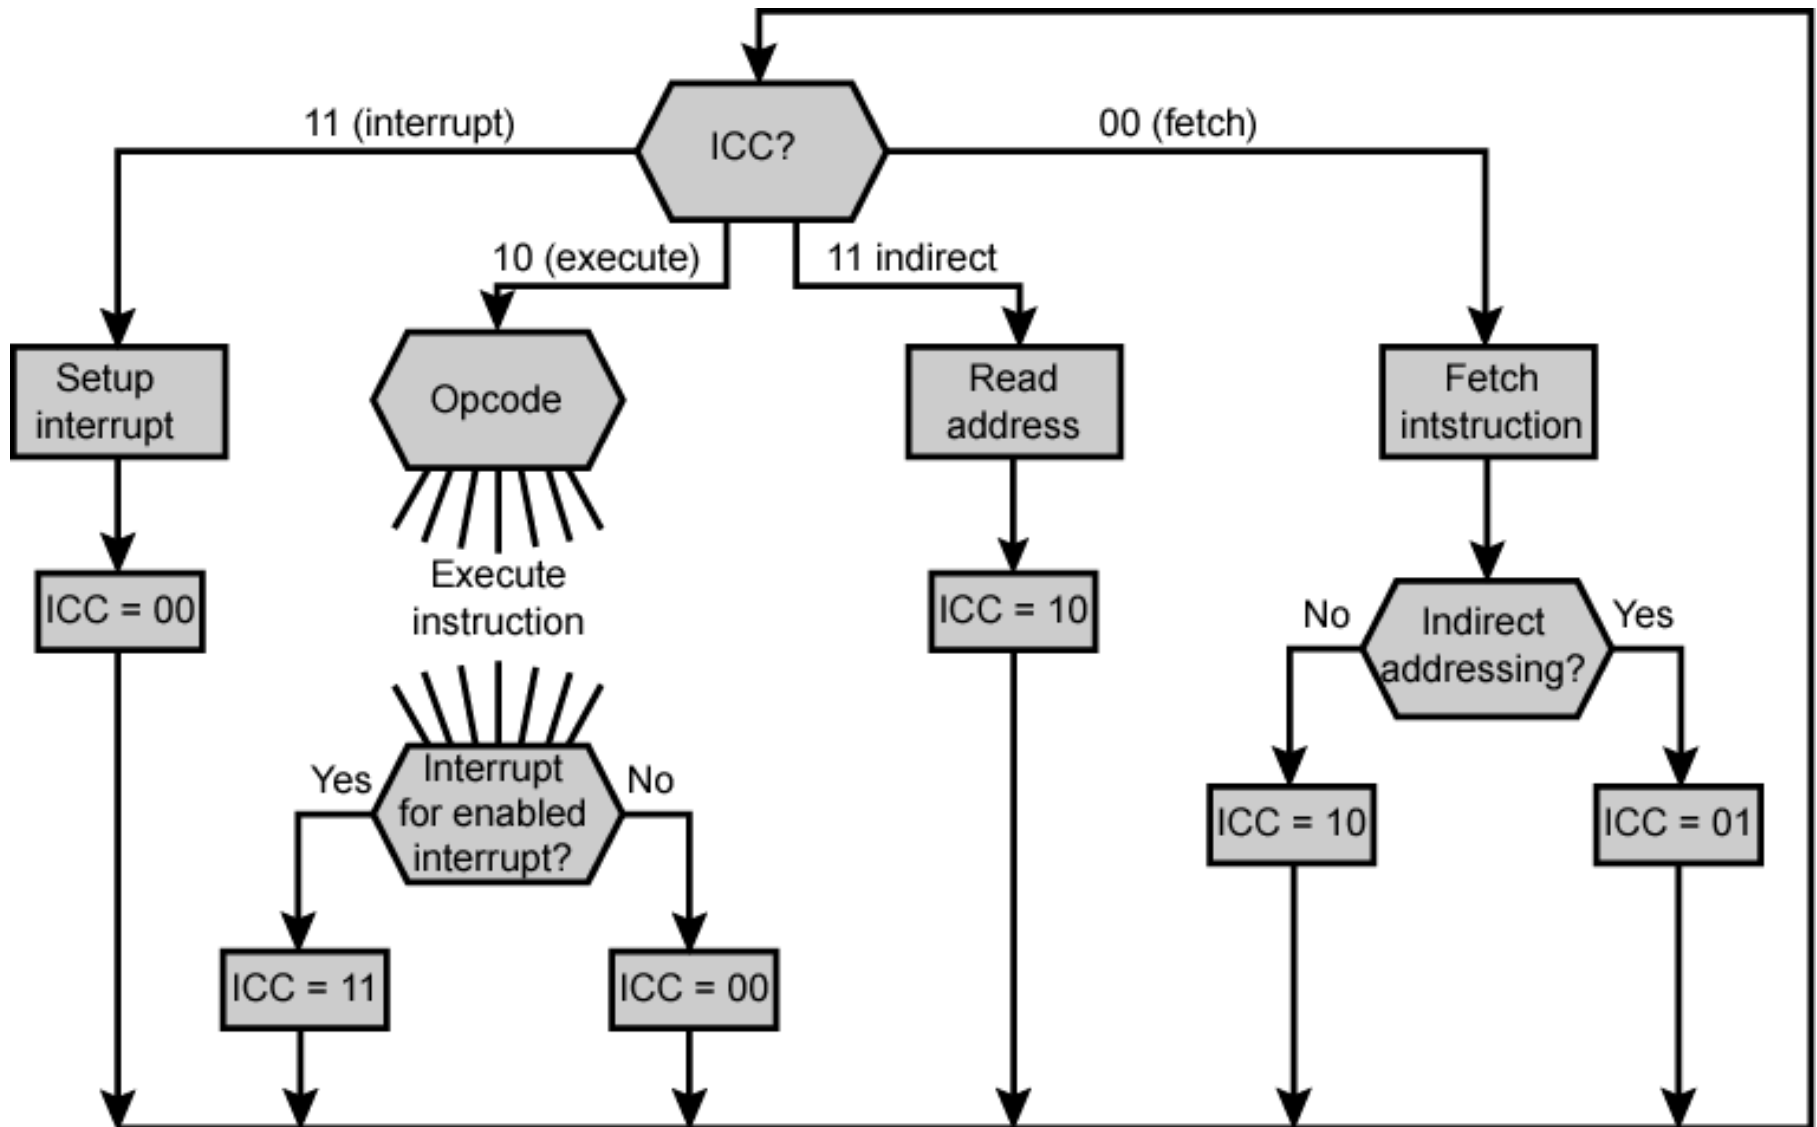 11 (interrupt)
ICC?
00 (fetch)
10 (execute)
11 indirect
Setup
interrupt
Opcode
Read
address
Fetch
intstruction
ICC = 00
Execute
instruction
ICC = 10
No
Indirect
addressing?
Yes
Yes
Interrupt
for enabled
interrupt?
No
ICC = 10
ICC = 01
ICC = 11
ICC = 00